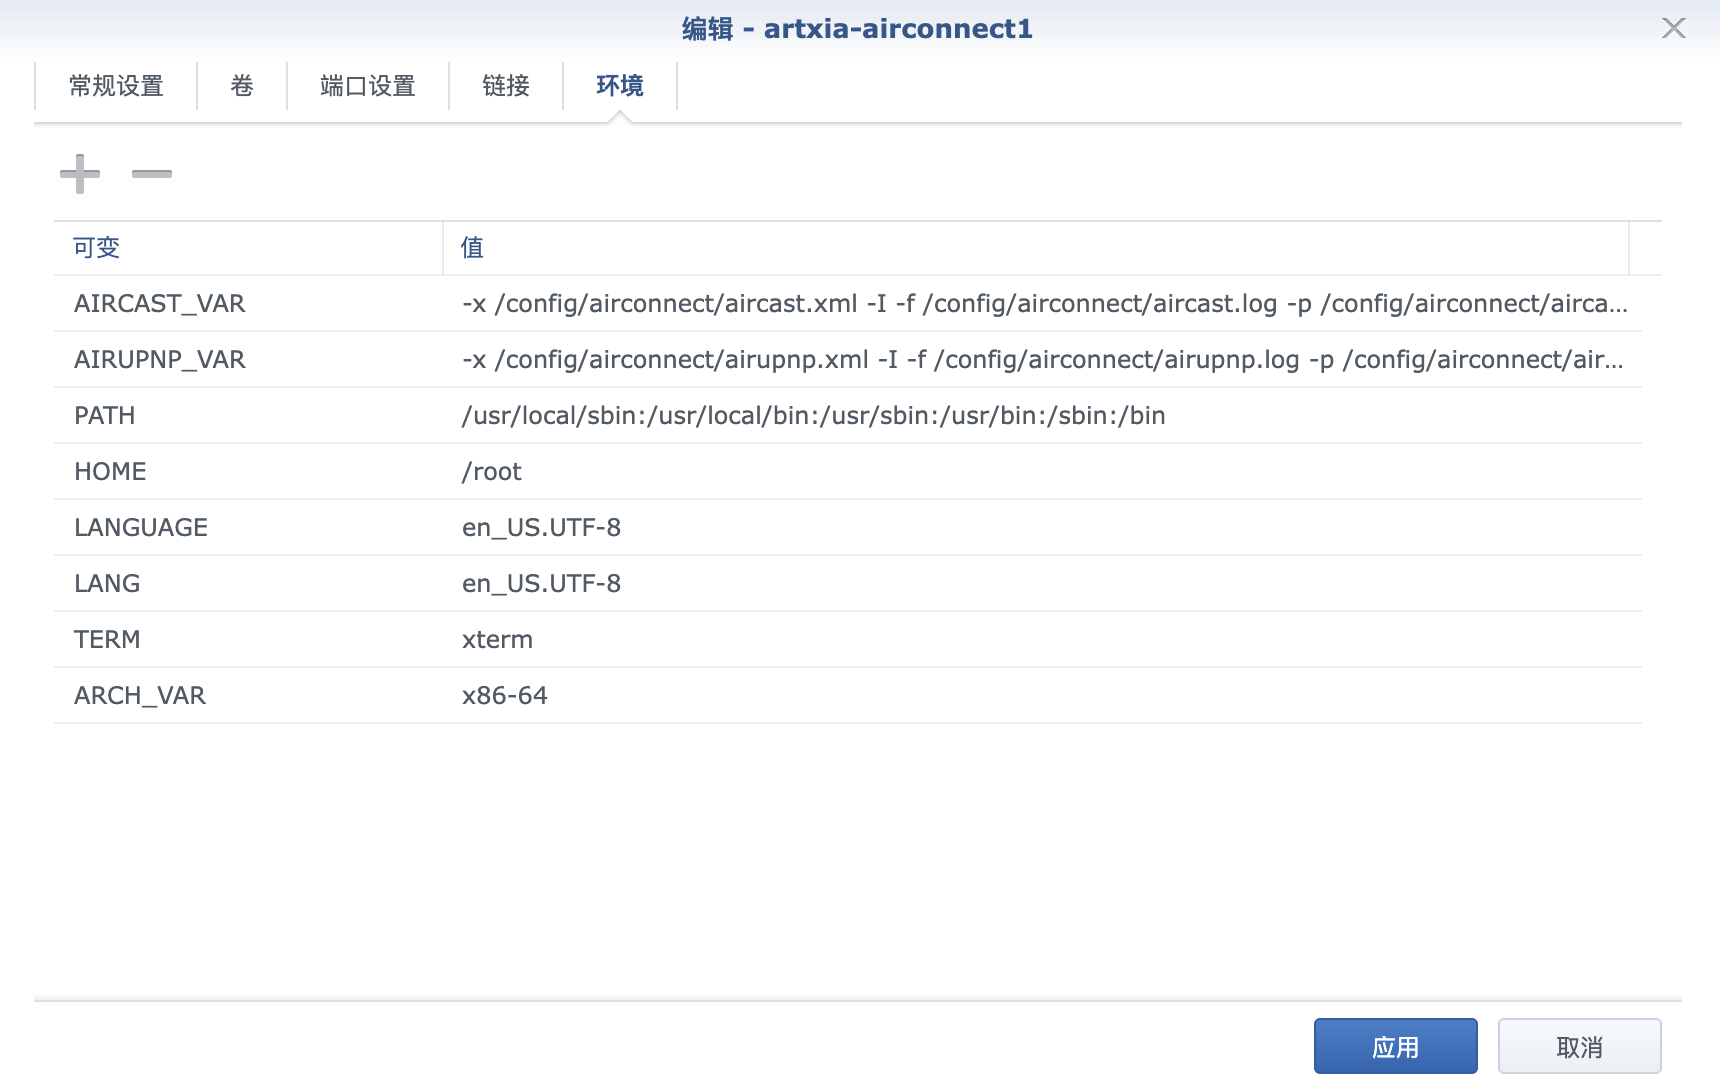 编辑 - artxia-airconnect1
常规设置 卷 端口设置 链接 环境
可变 值
AIRCAST_VAR -x /config/airconnect/aircast.xml -I -f /config/airconnect/aircast.log -p /config/airconnect/airca...
AIRUPNP_VAR -x /config/airconnect/airupnp.xml -I -f /config/airconnect/airupnp.log -p /config/airconnect/air...
PATH /usr/local/sbin:/usr/local/bin:/usr/sbin:/usr/bin:/sbin:/bin
HOME /root
LANGUAGE en_US.UTF-8
LANG en_US.UTF-8
TERM xterm
ARCH_VAR x86-64
应用 取消